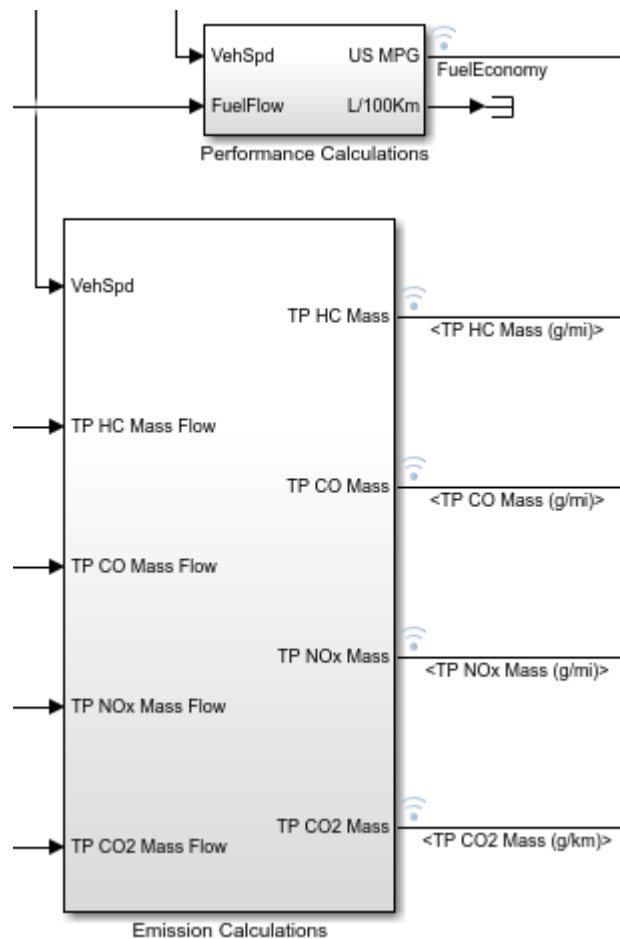 VehSpd US MPG
FuelEconomy
FuelFlow L/100Km
Performance Calculations
VehSpd
TP HC Mass
<TP HC Mass (g/mi)>
TP HC Mass Flow
TP CO Mass
<TP CO Mass (g/mi)>
TP CO Mass Flow
TP NOx Mass
<TP NOx Mass (g/mi)>
TP NOx Mass Flow
TP CO2 Mass
<TP CO2 Mass (g/km)>
TP CO2 Mass Flow
Emission Calculations